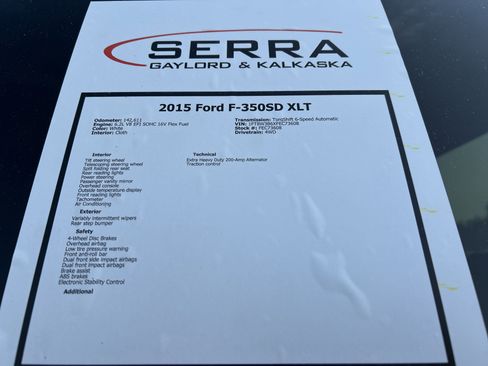 SERRA
GAYLORD & KALKASKA
2015 Ford F-350SD XLT
Odometer: 142,611
Engine: 6.2L V8 EFI SOHC 16V Flex Fuel
Color: White
Interior: Cloth
Transmission: TorqShift 6-Speed Automatic
VIN: 1FT8W3B6XFEC73608
Stock #: FEC73608
Drivetrain: 4WD
Interior
Tilt steering wheel
Telescoping steering wheel
Split folding rear seat
Rear reading lights
Power steering
Passenger vanity mirror
Overhead console
Outside temperature display
Front reading lights
Tachometer
Air Conditioning
Exterior
Variably intermittent wipers
Rear step bumper
Safety
4-Wheel Disc Brakes
Overhead airbag
Low tire pressure warning
Front anti-roll bar
Dual front side impact airbags
Dual front impact airbags
Brake assist
ABS brakes
Electronic Stability Control
Additional
Technical
Extra Heavy Duty 200-Amp Alternator
Traction control